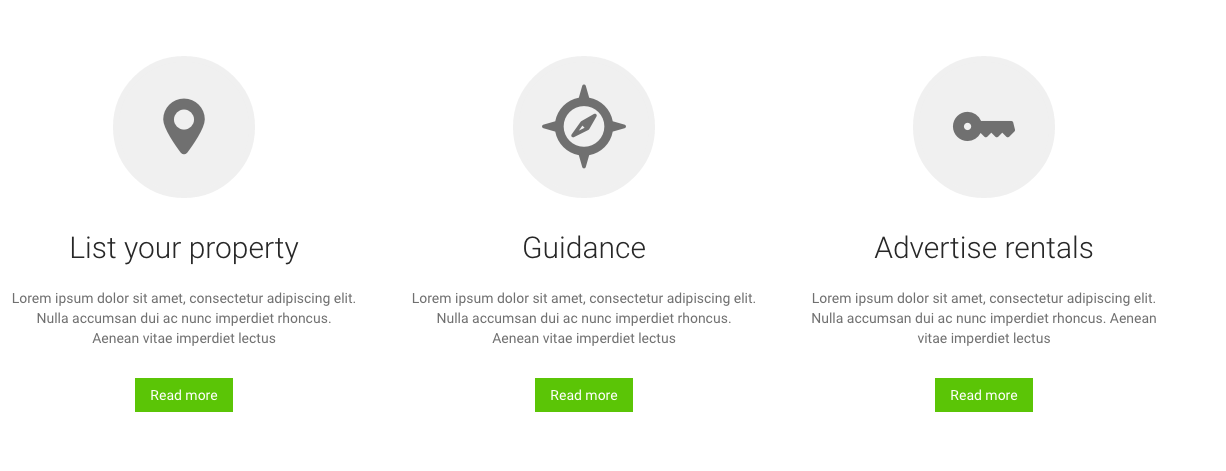 List your property
Lorem ipsum dolor sit amet, consectetur adipiscing elit.
Nulla accumsan dui ac nunc imperdiet rhoncus.
Aenean vitae imperdiet lectus
Read more
Guidance
Lorem ipsum dolor sit amet, consectetur adipiscing elit.
Nulla accumsan dui ac nunc imperdiet rhoncus.
Aenean vitae imperdiet lectus
Read more
Advertise rentals
Lorem ipsum dolor sit amet, consectetur adipiscing elit.
Nulla accumsan dui ac nunc imperdiet rhoncus. Aenean
vitae imperdiet lectus
Read more